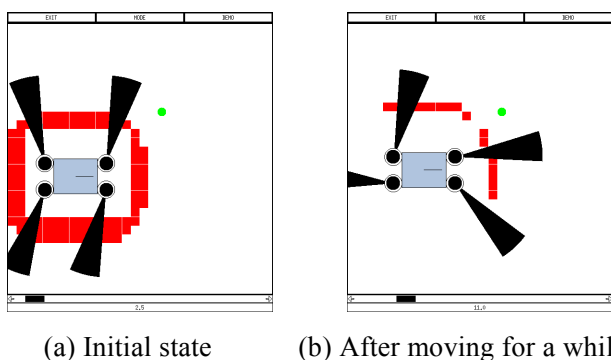 EXIT MODE DEMO
EXIT MODE DEMO
2.5
11.0
(a) Initial state
(b) After moving for a whil